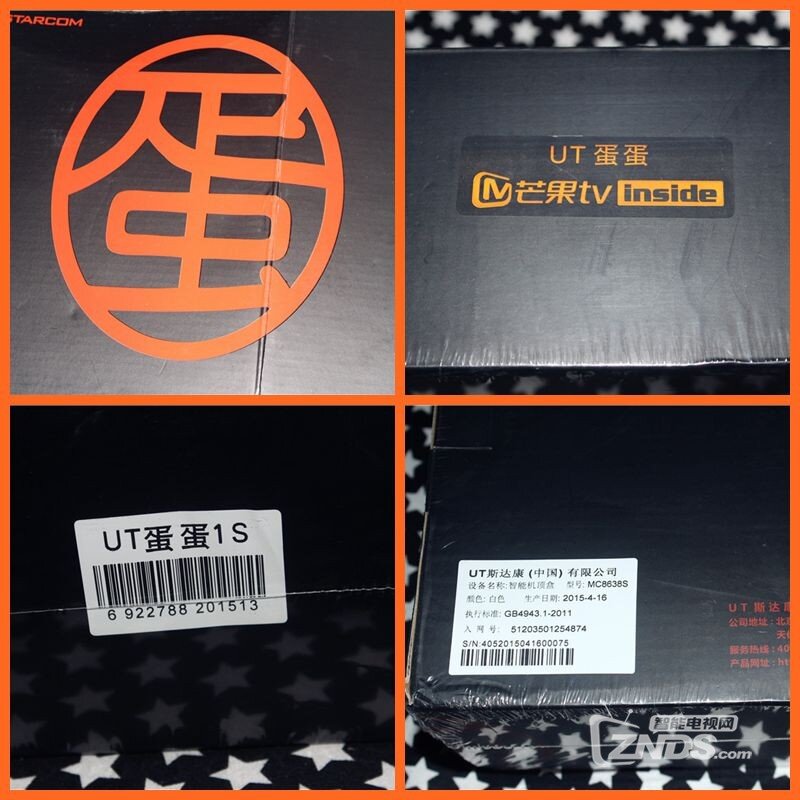 STARCOM
蛋
UT 蛋蛋
芒果tv inside
UT蛋蛋1S
6 922788 201513
UT斯达康 (中国) 有限公司
设备名称:智能机顶盒 型号: MC8638S
颜色: 白色 生产日期: 2015-4-16
执行标准: GB4943.1-2011
入 网 号: 51203501254874
S/N:4052015041600075
UT 斯达康
公司地址: 北京
服务热线: 40
产品网址: ht
智能电视网
ZNDS.com